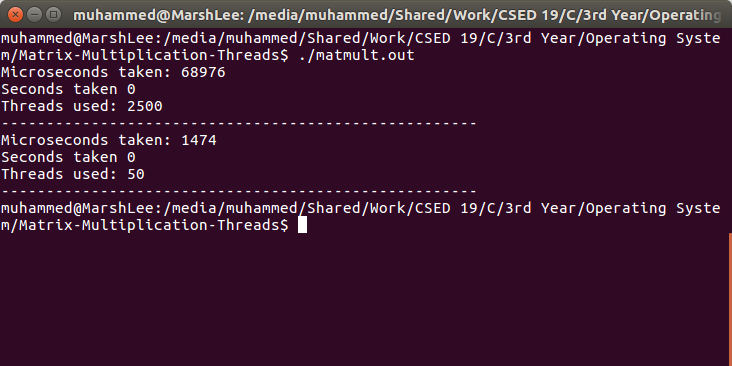 muhammed@MarshLee: /media/muhammed/Shared/Work/CSED 19/C/3rd Year/Operating
muhammed@MarshLee:/media/muhammed/Shared/Work/CSED 19/C/3rd Year/Operating Syste
m/Matrix-Multiplication-Threads$ ./matmult.out
Microseconds taken: 68976
Seconds taken 0
Threads used: 2500
-----------------------------------------------------
Microseconds taken: 1474
Seconds taken 0
Threads used: 50
-----------------------------------------------------
muhammed@MarshLee:/media/muhammed/Shared/Work/CSED 19/C/3rd Year/Operating Syste
m/Matrix-Multiplication-Threads$